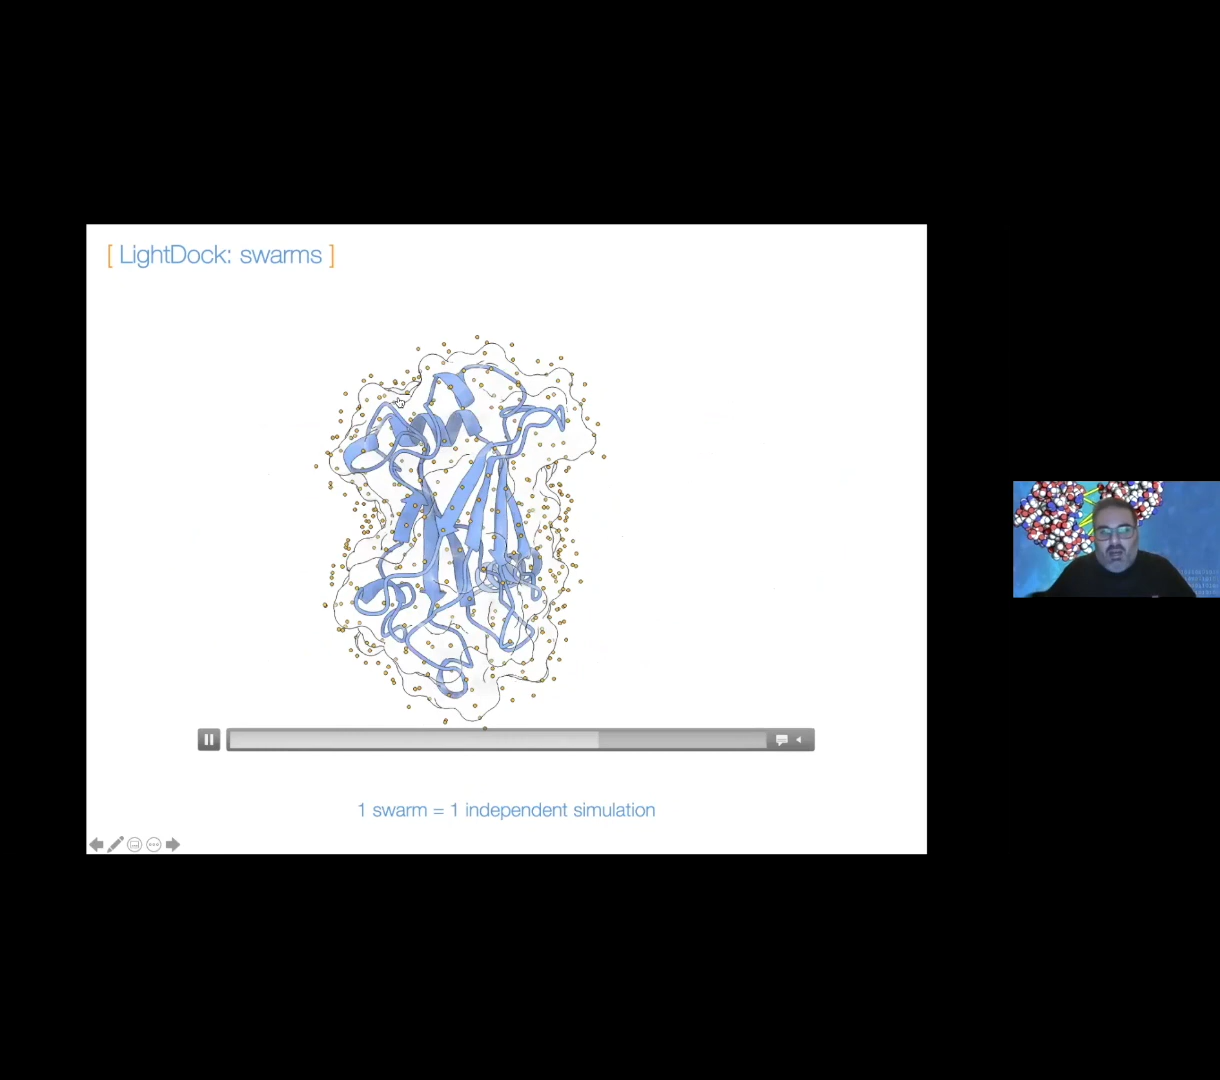 [ LightDock: swarms ]
1 swarm = 1 independent simulation